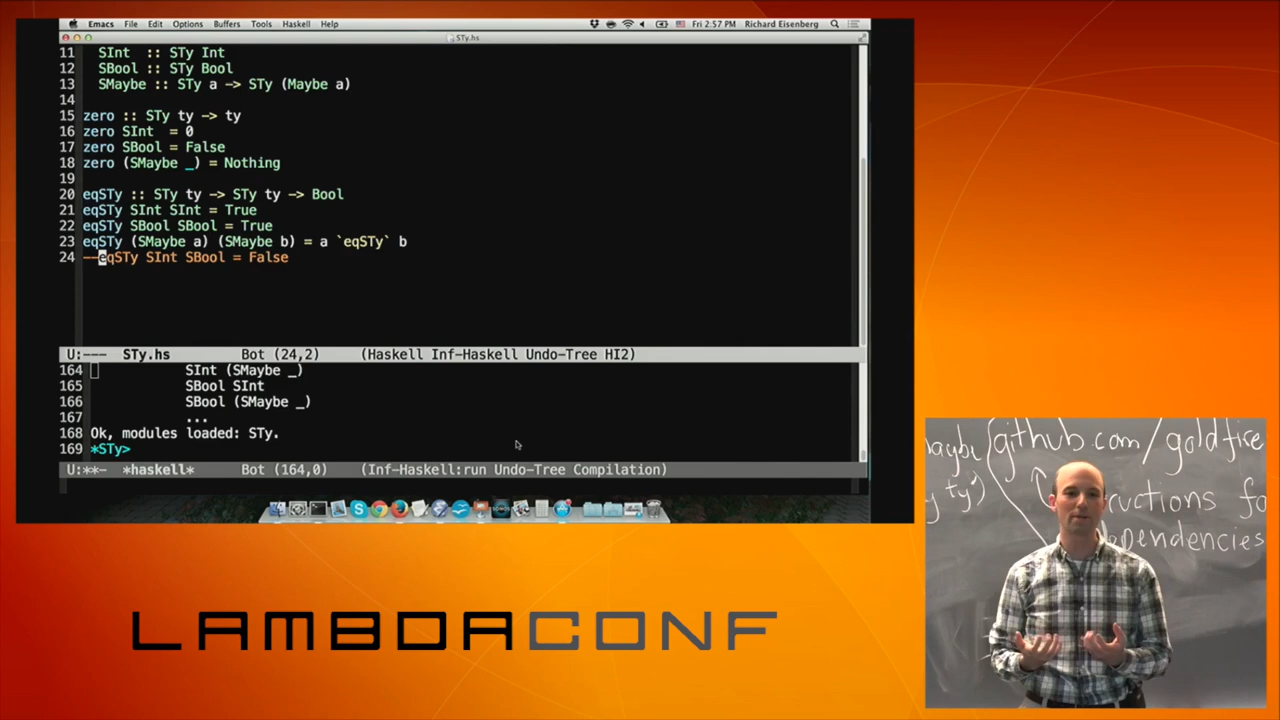 Emacs File Edit Options Buffers Tools Haskell Help Fri 2:57 PM Richard Eisenberg
STy.hs
11 SInt :: STy Int
12 SBool :: STy Bool
13 SMaybe :: STy a -> STy (Maybe a)
14
15 zero :: STy ty -> ty
16 zero SInt = 0
17 zero SBool = False
18 zero (SMaybe _) = Nothing
19
20 eqSTy :: STy ty -> STy ty -> Bool
21 eqSTy SInt SInt = True
22 eqSTy SBool SBool = True
23 eqSTy (SMaybe a) (SMaybe b) = a `eqSTy` b
24 --eqSTy SInt SBool = False
U:--- STy.hs Bot (24,2) (Haskell Inf-Haskell Undo-Tree HI2)
164 SInt (SMaybe _)
165 SBool SInt
166 SBool (SMaybe _)
167 ...
168 Ok, modules loaded: STy.
169 *STy>
U:**- *haskell* Bot (164,0) (Inf-Haskell:run Undo-Tree Compilation)
github.com/goldfire
LAMBDACONF